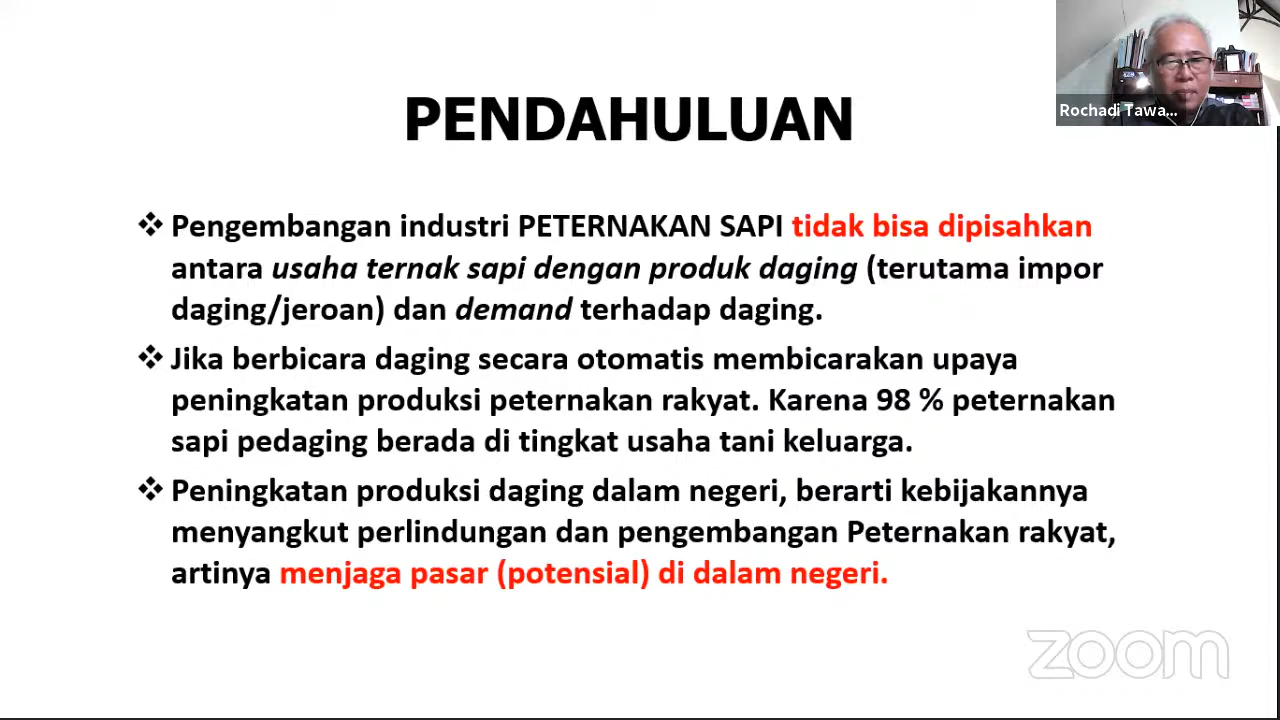 PENDAHULUAN
Rochadi Tawa...
❖ Pengembangan industri PETERNAKAN SAPI tidak bisa dipisahkan
antara usaha ternak sapi dengan produk daging (terutama impor
daging/jeroan) dan demand terhadap daging.
❖ Jika berbicara daging secara otomatis membicarakan upaya
peningkatan produksi peternakan rakyat. Karena 98 % peternakan
sapi pedaging berada di tingkat usaha tani keluarga.
❖ Peningkatan produksi daging dalam negeri, berarti kebijakannya
menyangkut perlindungan dan pengembangan Peternakan rakyat,
artinya menjaga pasar (potensial) di dalam negeri.
zoom